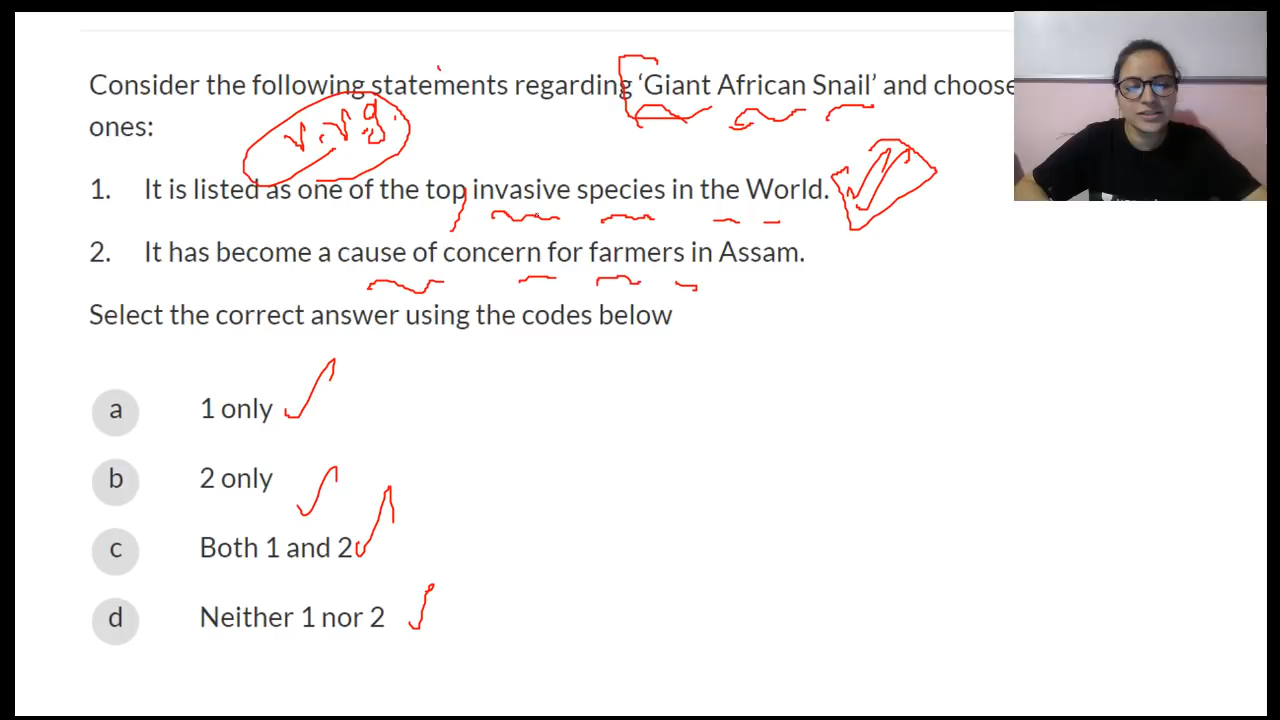 Consider the following statements regarding ‘Giant African Snail’ and choose
ones:
v. v g.
1. It is listed as one of the top invasive species in the World.
2. It has become a cause of concern for farmers in Assam.
Select the correct answer using the codes below
a 1 only
b 2 only
c Both 1 and 2
d Neither 1 nor 2